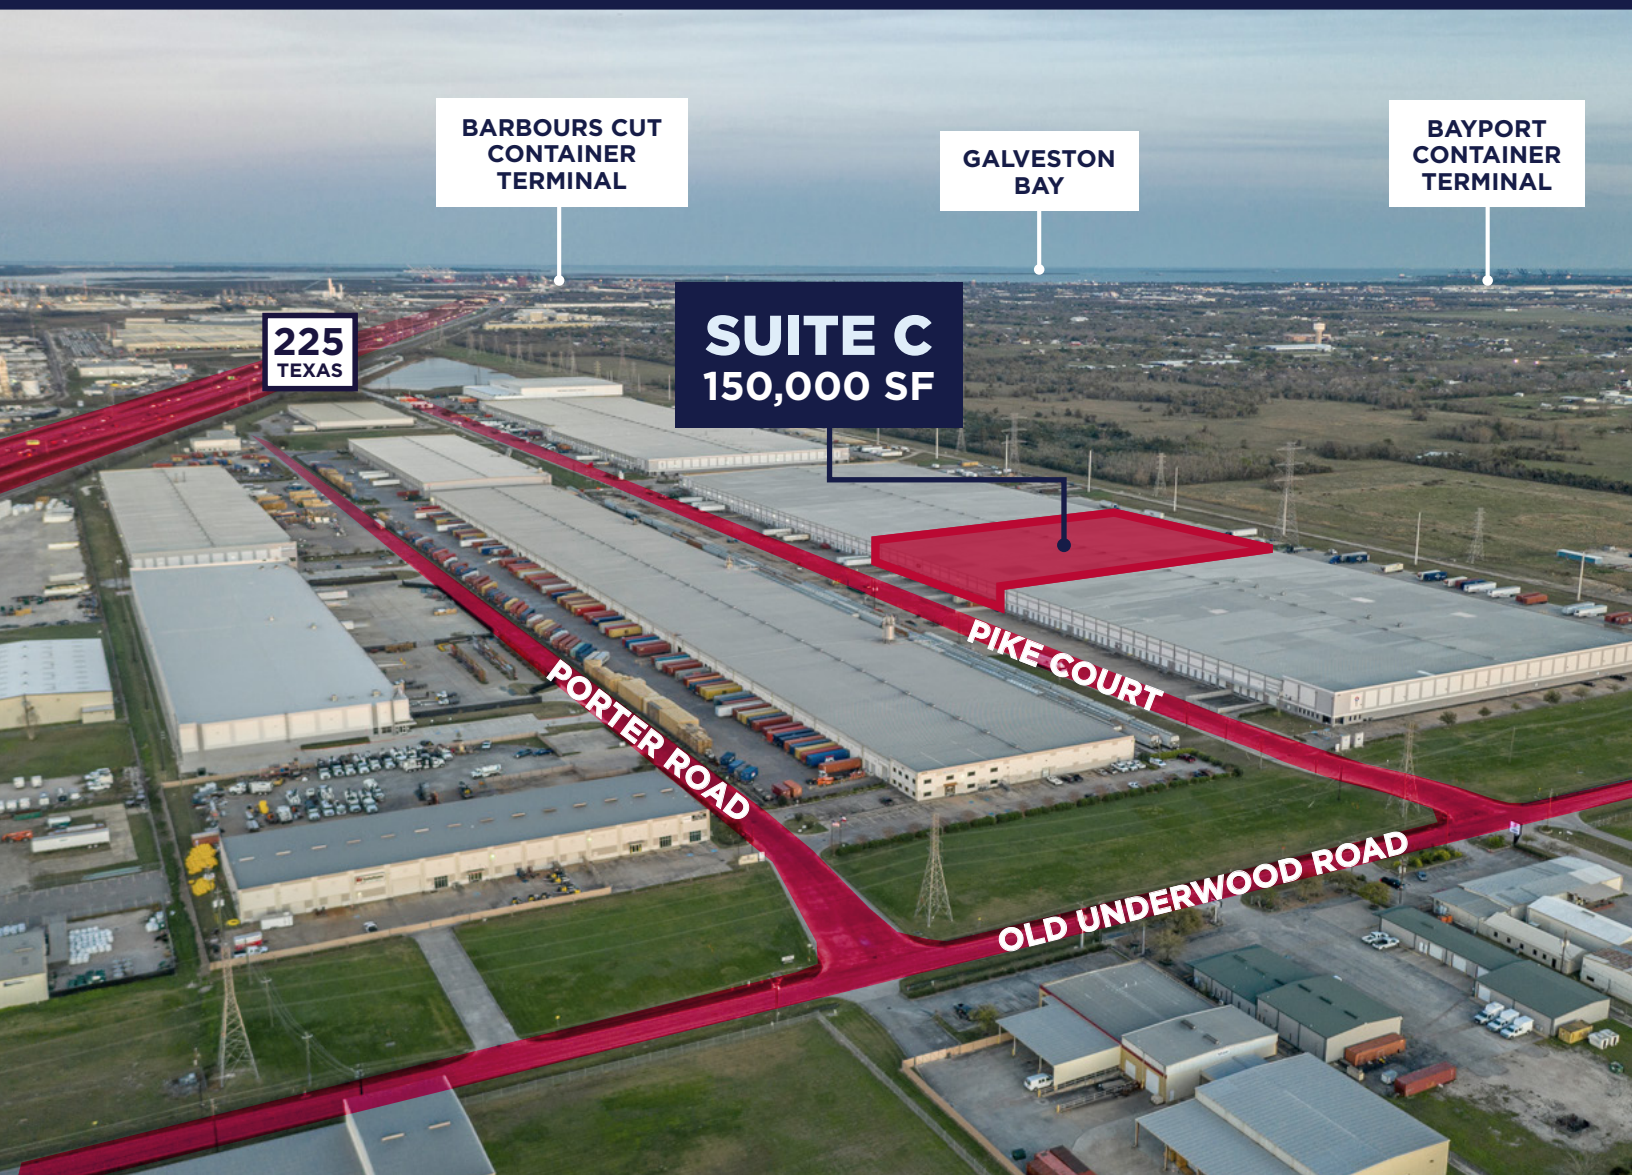 BARBOURS CUT
CONTAINER
TERMINAL
GALVESTON
BAY
BAYPORT
CONTAINER
TERMINAL
225
TEXAS
SUITE C
150,000 SF
PIKE COURT
PORTER ROAD
OLD UNDERWOOD ROAD